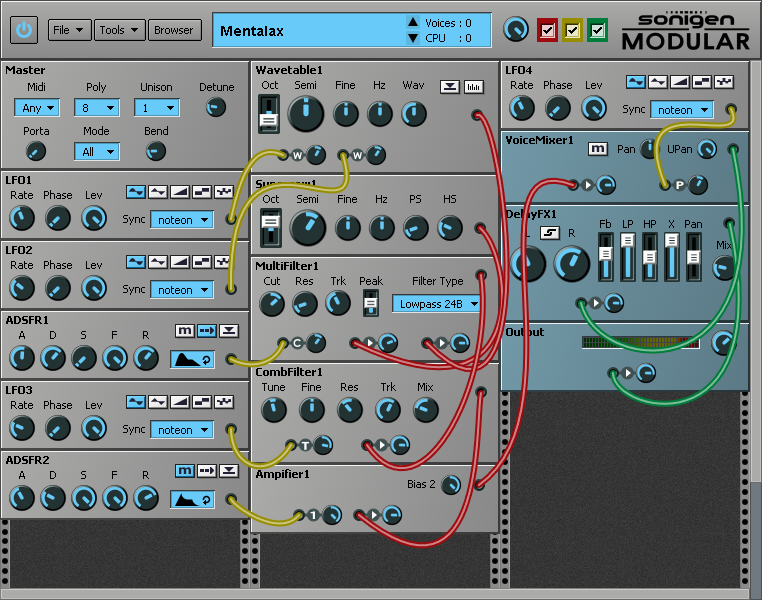 File Tools Browser
Mentalax
Voices : 0
CPU : 0
sonigen
MODULAR
Master
Midi Poly Unison Detune
Any 8 1
Porta Mode Bend
All
LFO1
Rate Phase Lev
Sync noteon
LFO2
Rate Phase Lev
Sync noteon
ADSFR1
m
A D S F R
LFO3
Rate Phase Lev
Sync noteon
ADSFR2
m
A D S F R
Wavetable1
Oct Semi Fine Hz Wav
W W
Oct Semi Fine Hz PS HS
MultiFilter1
Cut Res Trk Peak Filter Type
Lowpass 24B
C
CombFilter1
Tune Fine Res Trk Mix
T
Ampifier1
Bias 2
LFO4
Rate Phase Lev
Sync noteon
VoiceMixer1
m Pan UPan
P
DelayFX1
L R Fb LP HP X Pan
Mix
Output